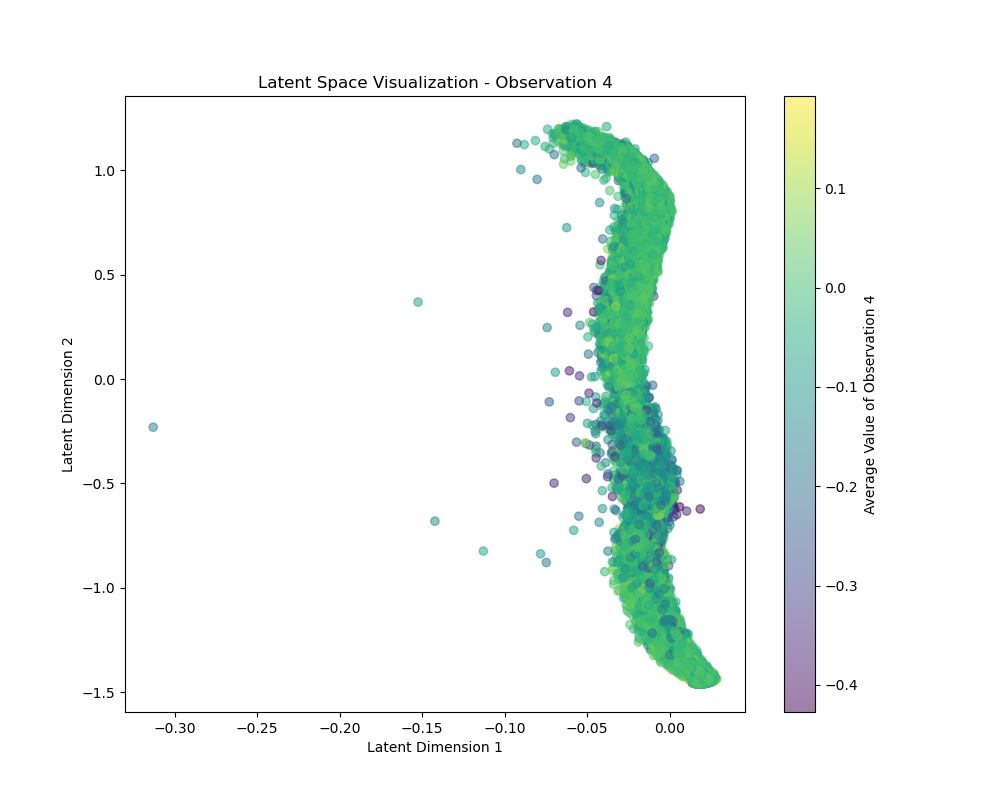 Latent Space Visualization - Observation 4
Latent Dimension 2
1.0
0.5
0.0
−0.5
−1.0
−1.5
−0.30 −0.25 −0.20 −0.15 −0.10 −0.05 0.00
Latent Dimension 1
0.1
0.0
−0.1
−0.2
−0.3
−0.4
Average Value of Observation 4